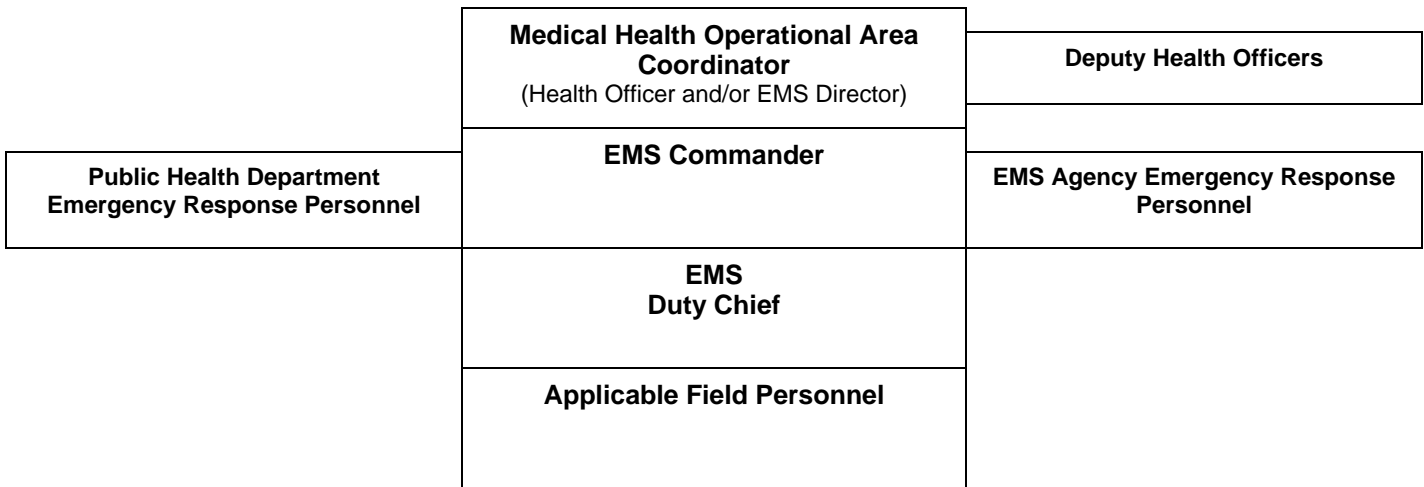 Medical Health Operational Area
Coordinator
(Health Officer and/or EMS Director)
Deputy Health Officers
EMS Commander
Public Health Department
Emergency Response Personnel
EMS Agency Emergency Response
Personnel
EMS
Duty Chief
Applicable Field Personnel